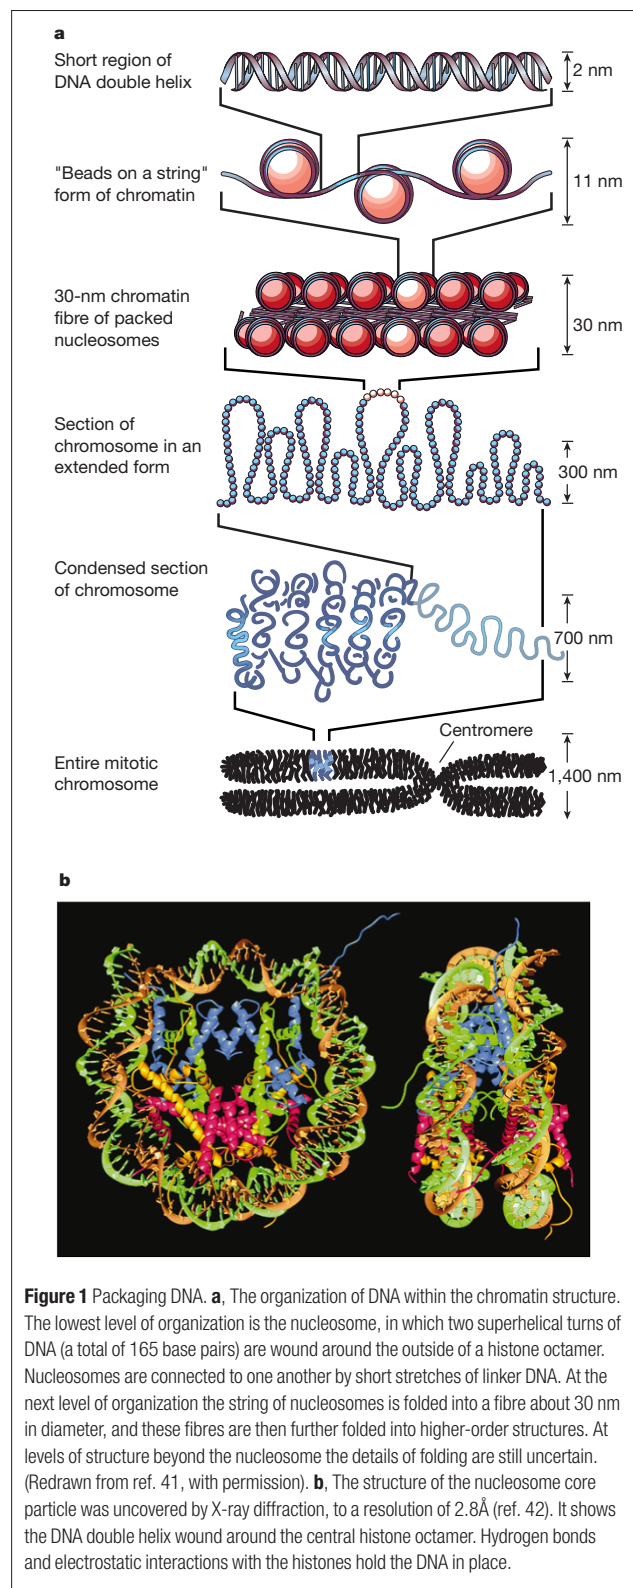 a
Short region of
DNA double helix
2 nm
"Beads on a string"
form of chromatin
11 nm
30-nm chromatin
fibre of packed
nucleosomes
30 nm
Section of
chromosome in an
extended form
300 nm
Condensed section
of chromosome
700 nm
Centromere
Entire mitotic
chromosome
1,400 nm
b
Figure 1 Packaging DNA. a, The organization of DNA within the chromatin structure.
The lowest level of organization is the nucleosome, in which two superhelical turns of
DNA (a total of 165 base pairs) are wound around the outside of a histone octamer.
Nucleosomes are connected to one another by short stretches of linker DNA. At the
next level of organization the string of nucleosomes is folded into a fibre about 30 nm
in diameter, and these fibres are then further folded into higher-order structures. At
levels of structure beyond the nucleosome the details of folding are still uncertain.
(Redrawn from ref. 41, with permission). b, The structure of the nucleosome core
particle was uncovered by X-ray diffraction, to a resolution of 2.8Å (ref. 42). It shows
the DNA double helix wound around the central histone octamer. Hydrogen bonds
and electrostatic interactions with the histones hold the DNA in place.